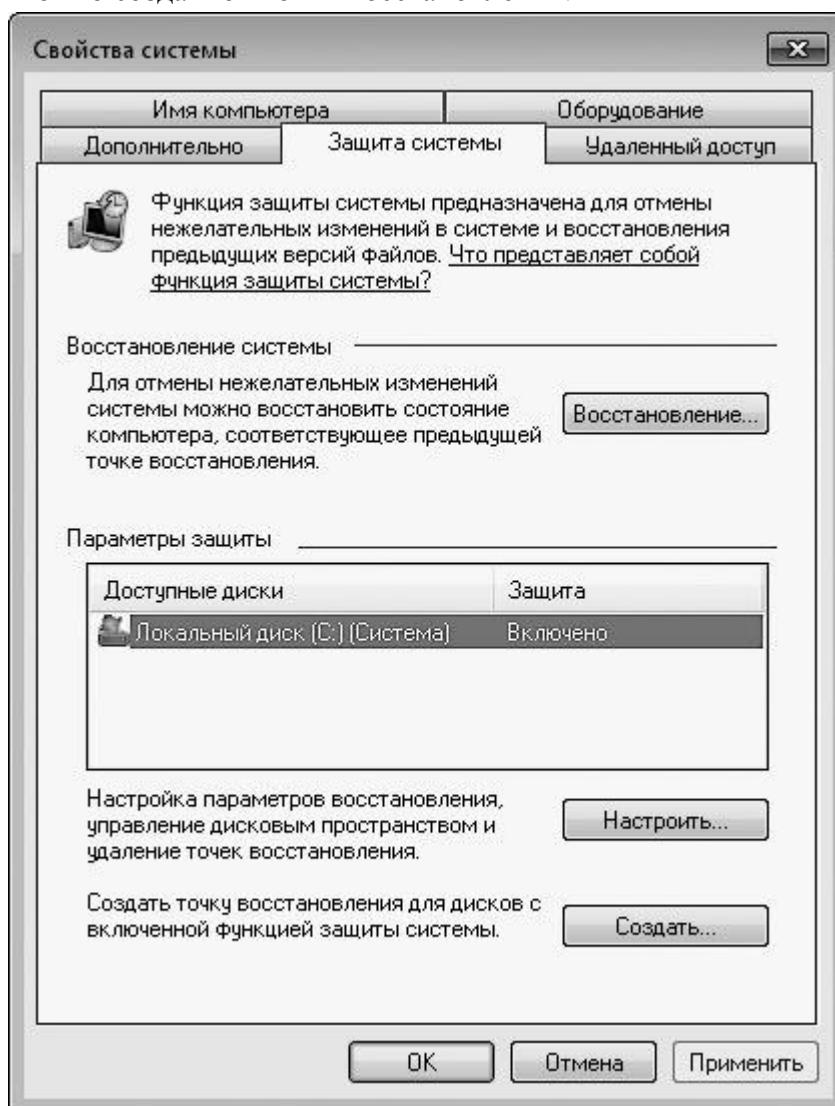 Свойства системы
Имя компьютера
Оборудование
Дополнительно
Защита системы
Удаленный доступ
Функция защиты системы предназначена для отмены
нежелательных изменений в системе и восстановления
предыдущих версий файлов. Что представляет собой
функция защиты системы?
Восстановление системы
Для отмены нежелательных изменений
системы можно восстановить состояние
компьютера, соответствующее предыдущей
точке восстановления.
Восстановление...
Параметры защиты
Доступные диски
Защита
Локальный диск (C:) (Система)
Включено
Настройка параметров восстановления,
управление дисковым пространством и
удаление точек восстановления.
Настроить...
Создать точку восстановления для дисков с
включенной функцией защиты системы.
Создать...
ОК
Отмена
Применить